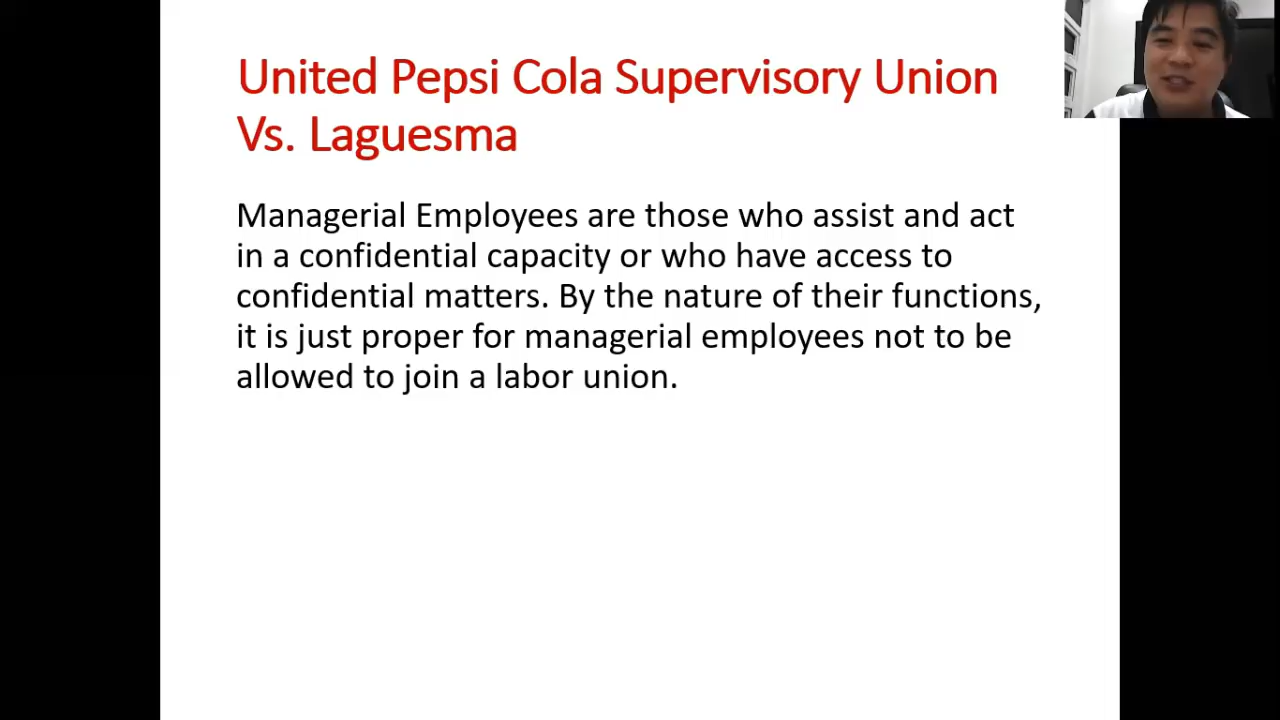 United Pepsi Cola Supervisory Union
Vs. Laguesma
Managerial Employees are those who assist and act
in a confidential capacity or who have access to
confidential matters. By the nature of their functions,
it is just proper for managerial employees not to be
allowed to join a labor union.